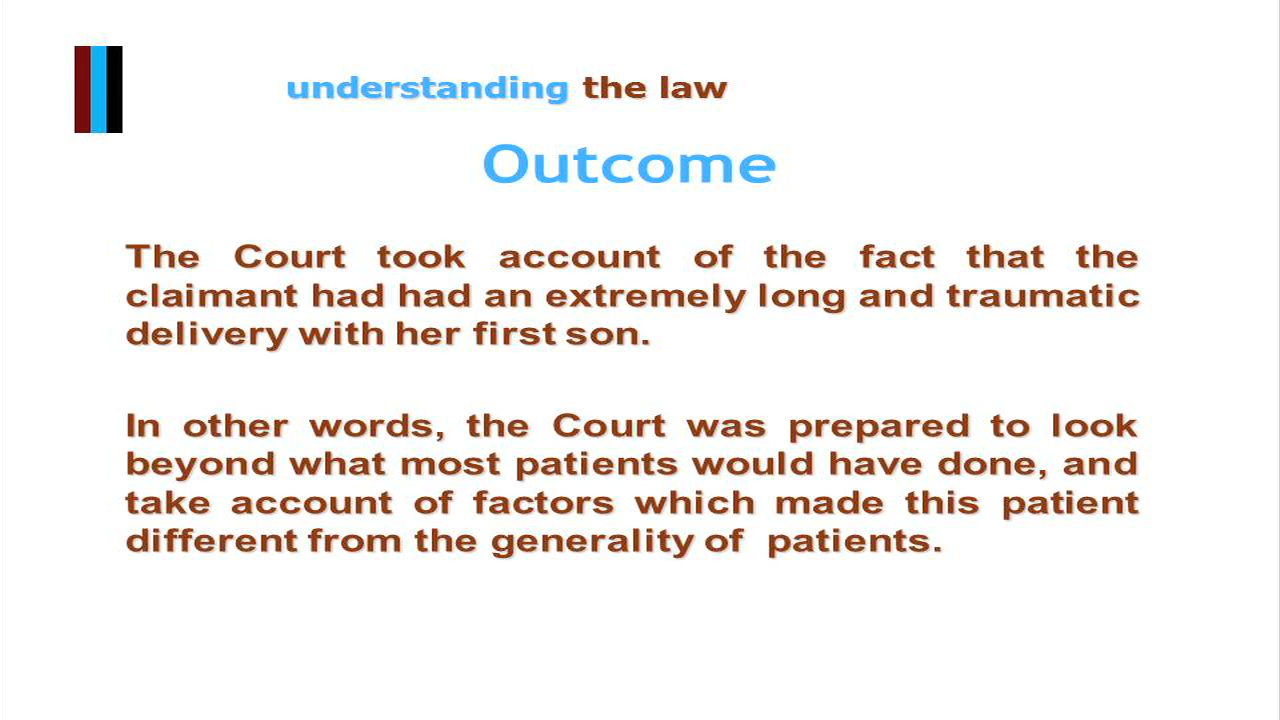 understanding the law
Outcome
The Court took account of the fact that the
claimant had had an extremely long and traumatic
delivery with her first son.
In other words, the Court was prepared to look
beyond what most patients would have done, and
take account of factors which made this patient
different from the generality of patients.